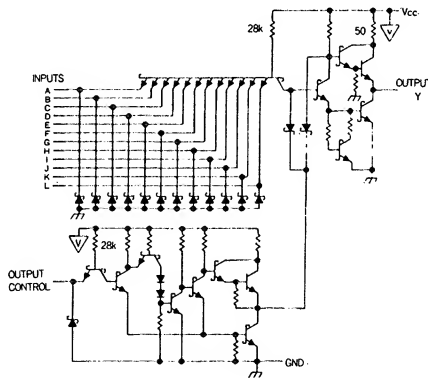 Vcc
28k
50
V
INPUTS
A
B
C
D
E
F
G
H
I
J
K
L
OUTPUT
Y
V
28k
OUTPUT
CONTROL
GND